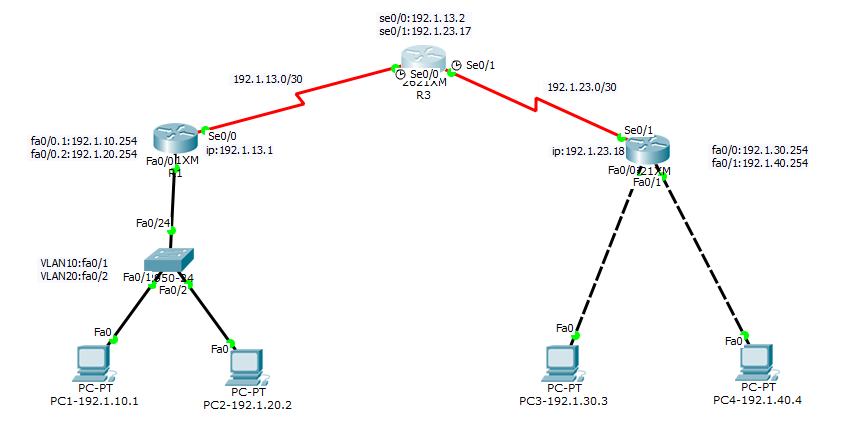 se0/0:192.1.13.2
se0/1:192.1.23.17
Se0/1
Se0/0
2621XM
R3
192.1.13.0/30
192.1.23.0/30
fa0/0.1:192.1.10.254
fa0/0.2:192.1.20.254
Se0/0
ip:192.1.13.1
Fa0/0
1XM
R1
Se0/1
ip:192.1.23.18
Fa0/0
21XM
Fa0/1
fa0/0:192.1.30.254
fa0/1:192.1.40.254
Fa0/24
VLAN10:fa0/1
VLAN20:fa0/2
Fa0/1
950-24
Fa0/2
Fa0
Fa0
Fa0
Fa0
PC-PT
PC1-192.1.10.1
PC-PT
PC2-192.1.20.2
PC-PT
PC3-192.1.30.3
PC-PT
PC4-192.1.40.4